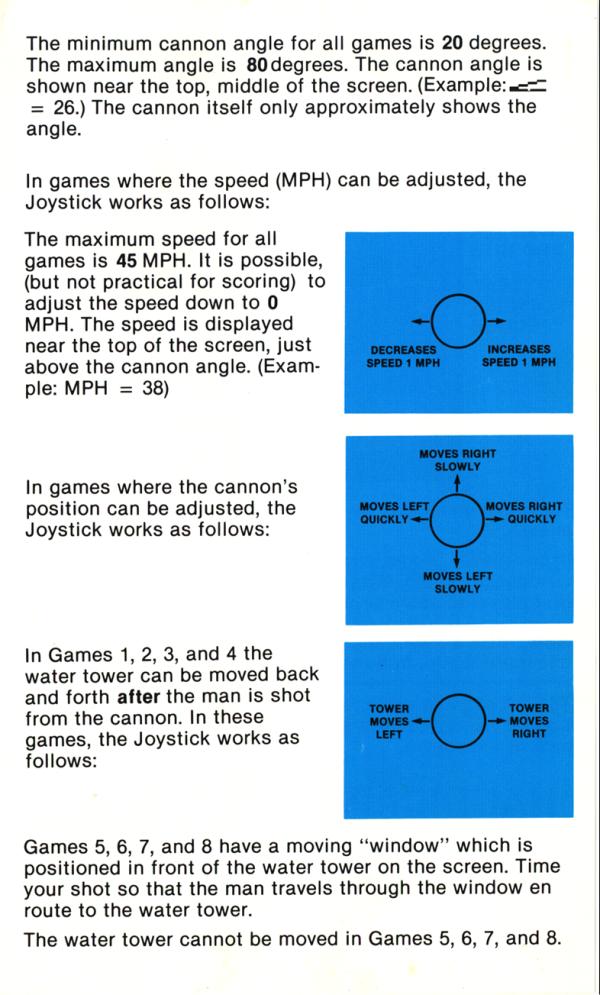 The minimum cannon angle for all games is 20 degrees.
The maximum angle is 80 degrees. The cannon angle is
shown near the top, middle of the screen. (Example:
= 26.) The cannon itself only approximately shows the
angle.
In games where the speed (MPH) can be adjusted, the
Joystick works as follows:
The maximum speed for all
games is 45 MPH. It is possible,
(but not practical for scoring) to
adjust the speed down to 0
MPH. The speed is displayed
near the top of the screen, just
above the cannon angle. (Exam-
ple: MPH = 38)
DECREASES
SPEED 1 MPH
INCREASES
SPEED 1 MPH
In games where the cannon's
position can be adjusted, the
Joystick works as follows:
MOVES RIGHT
SLOWLY
MOVES LEFT
QUICKLY
MOVES RIGHT
QUICKLY
MOVES LEFT
SLOWLY
In Games 1, 2, 3, and 4 the
water tower can be moved back
and forth after the man is shot
from the cannon. In these
games, the Joystick works as
follows:
TOWER
MOVES
LEFT
TOWER
MOVES
RIGHT
Games 5, 6, 7, and 8 have a moving "window" which is
positioned in front of the water tower on the screen. Time
your shot so that the man travels through the window en
route to the water tower.
The water tower cannot be moved in Games 5, 6, 7, and 8.